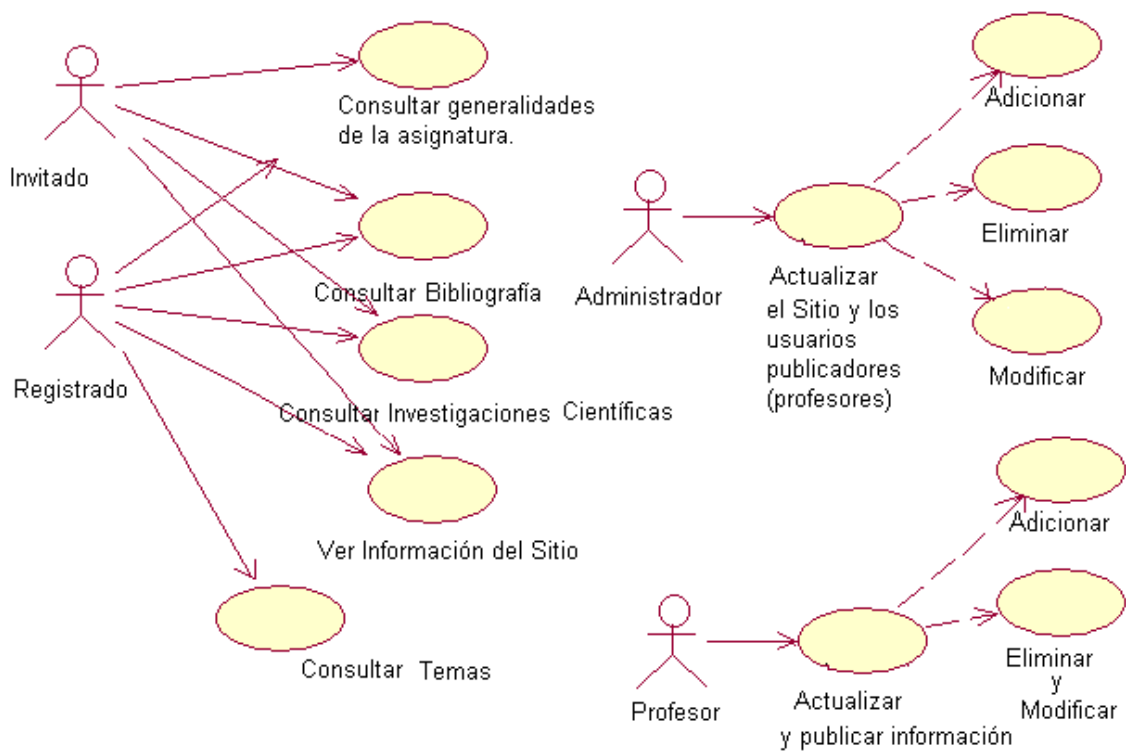 Consultar generalidades
de la asignatura.
Invitado
Consultar Bibliografía
Registrado
Consultar Investigaciones Científicas
Ver Información del Sitio
Consultar Temas
Adicionar
Eliminar
Administrador
Actualizar
el Sitio y los
usuarios
publicadores
(profesores)
Modificar
Adicionar
Profesor
Actualizar
y publicar información
Eliminar
y
Modificar